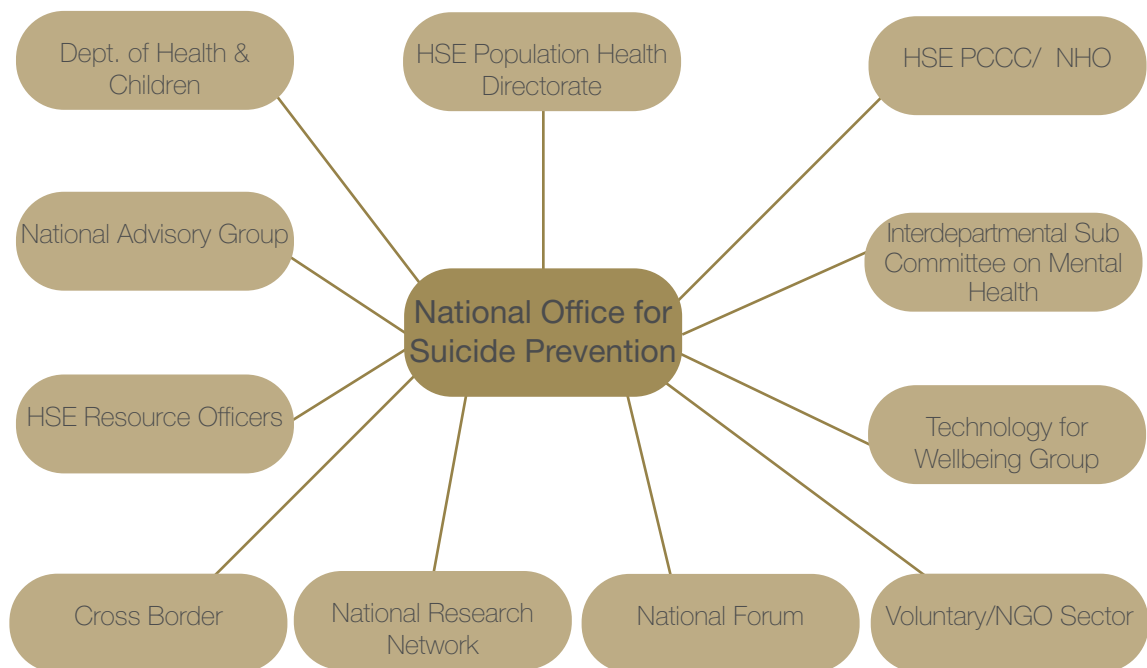 Dept. of Health &
Children
HSE Population Health
Directorate
HSE PCCC/ NHO
National Advisory Group
Interdepartmental Sub
Committee on Mental
Health
National Office for
Suicide Prevention
HSE Resource Officers
Technology for
Wellbeing Group
Cross Border
National Research
Network
National Forum
Voluntary/NGO Sector